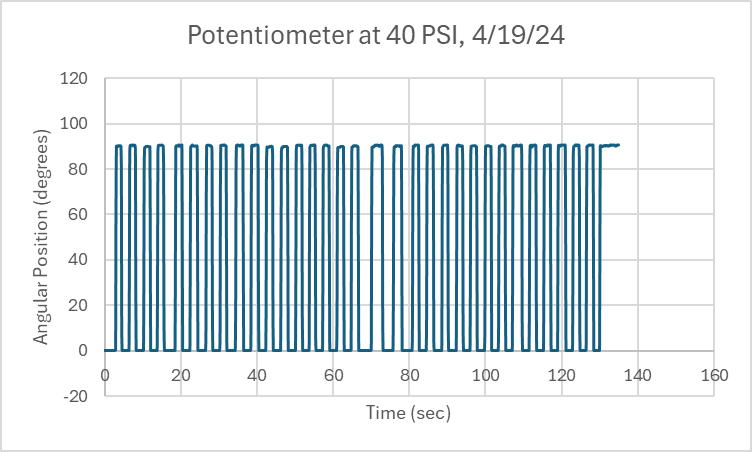 Potentiometer at 40 PSI, 4/19/24
120
100
80
60
40
20
0
-20
0 20 40 60 80 100 120 140 160
Angular Position (degrees)
Time (sec)